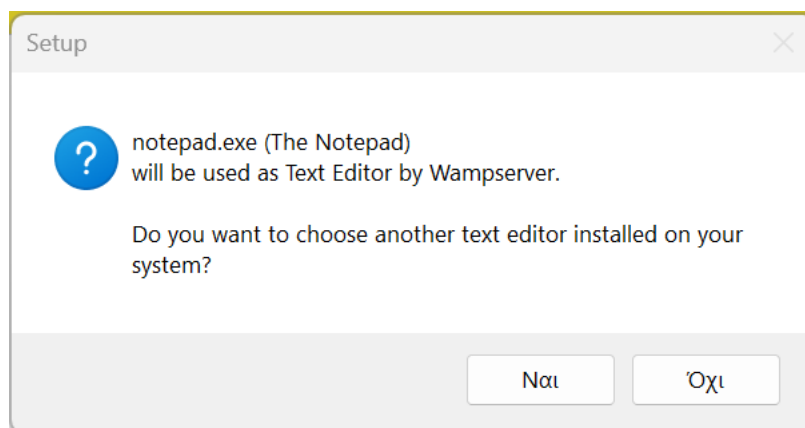 Setup
notepad.exe (The Notepad)
will be used as Text Editor by Wampserver.
Do you want to choose another text editor installed on your
system?
Ναι
Όχι